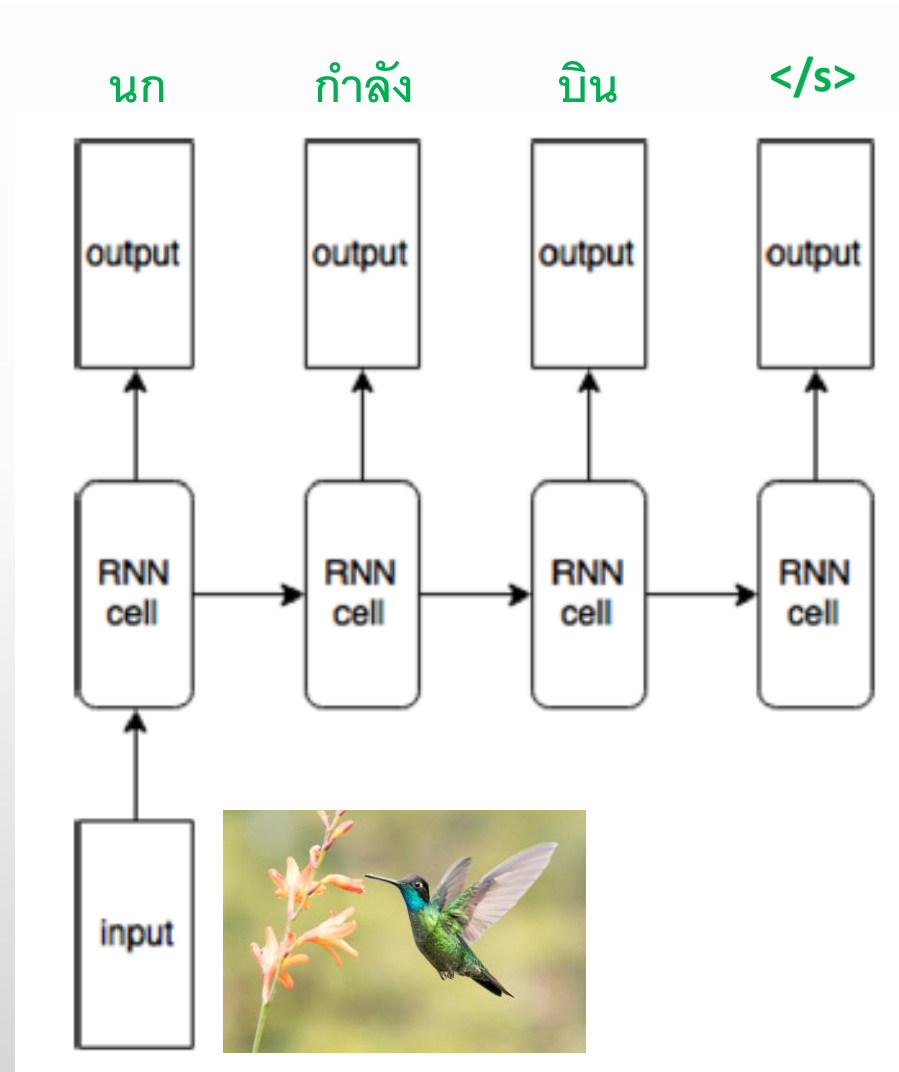 นก กำลัง บิน </s>
output output output output
RNN RNN RNN RNN
cell cell cell cell
input